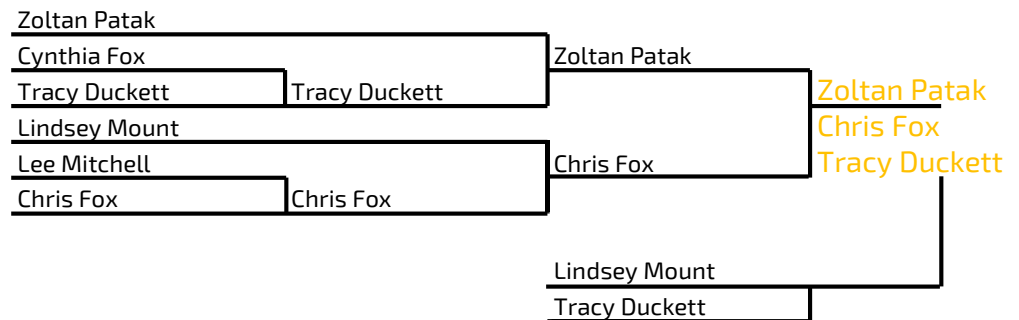 Zoltan Patak
Cynthia Fox
Zoltan Patak
Tracy Duckett
Tracy Duckett
Zoltan Patak
Lindsey Mount
Chris Fox
Lee Mitchell
Chris Fox
Tracy Duckett
Chris Fox
Chris Fox
Lindsey Mount
Tracy Duckett